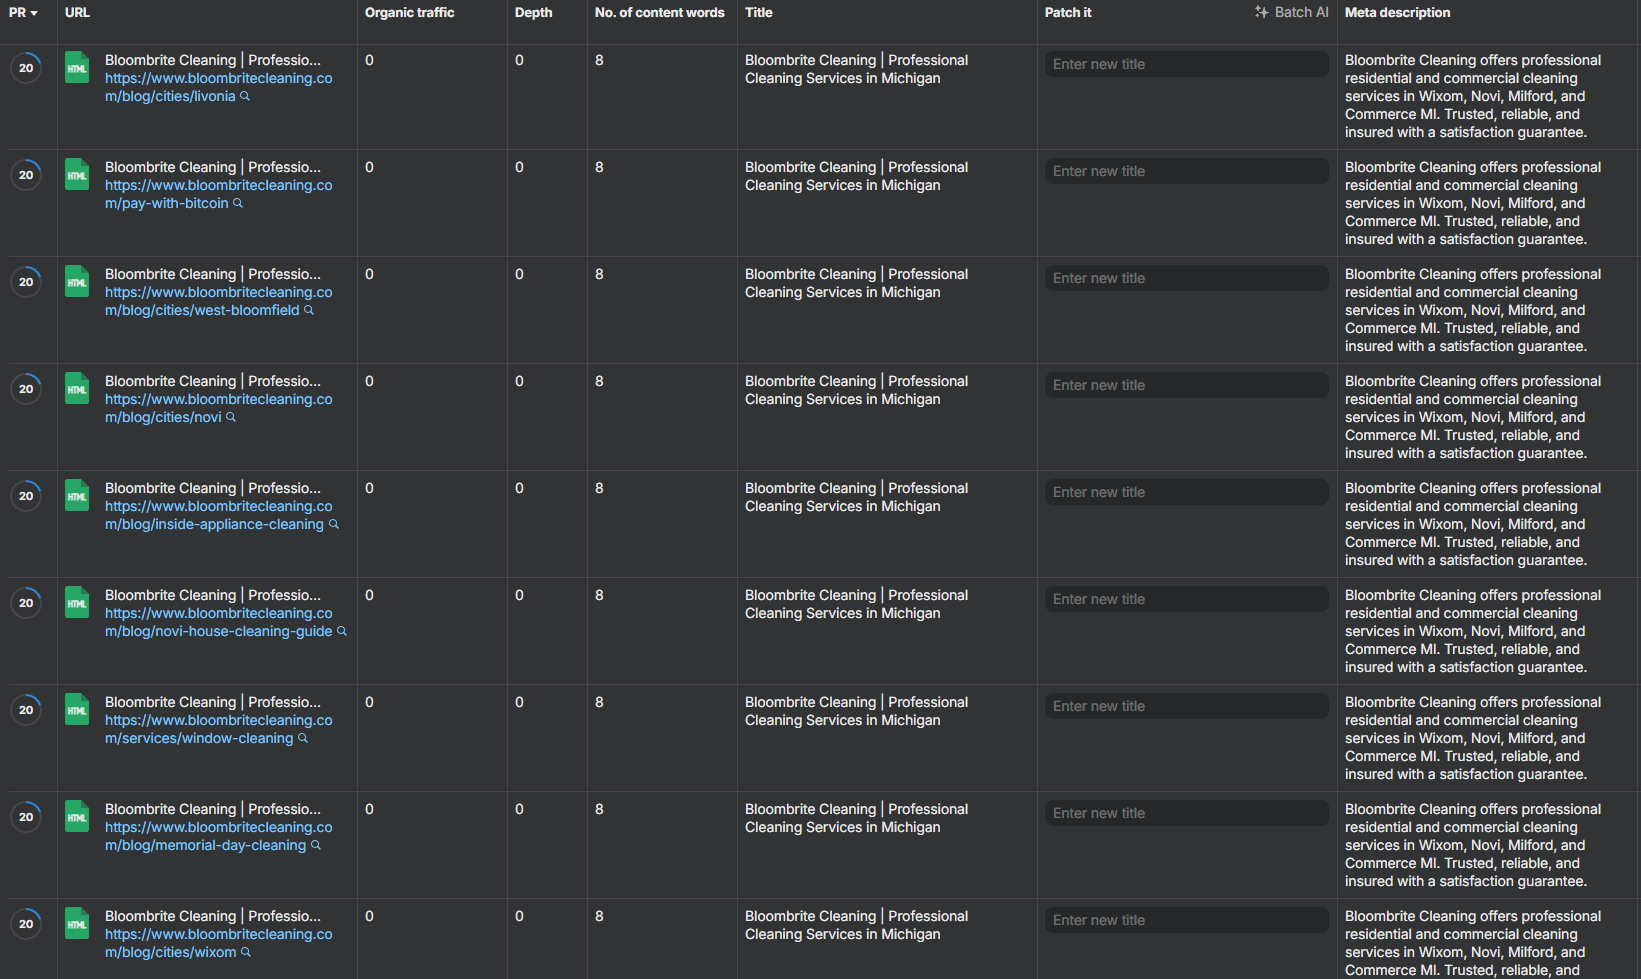 PR URL Organic traffic Depth No. of content words Title Patch it Batch AI Meta description
20 HTML Bloombrite Cleaning | Professio... 0 0 8 Bloombrite Cleaning | Professional Enter new title Bloombrite Cleaning offers professional
https://www.bloombritecleaning.co Cleaning Services in Michigan residential and commercial cleaning
m/blog/cities/livonia services in Wixom, Novi, Milford, and
Commerce MI. Trusted, reliable, and
insured with a satisfaction guarantee.
20 HTML Bloombrite Cleaning | Professio... 0 0 8 Bloombrite Cleaning | Professional Enter new title Bloombrite Cleaning offers professional
https://www.bloombritecleaning.co Cleaning Services in Michigan residential and commercial cleaning
m/pay-with-bitcoin services in Wixom, Novi, Milford, and
Commerce MI. Trusted, reliable, and
insured with a satisfaction guarantee.
20 HTML Bloombrite Cleaning | Professio... 0 0 8 Bloombrite Cleaning | Professional Enter new title Bloombrite Cleaning offers professional
https://www.bloombritecleaning.co Cleaning Services in Michigan residential and commercial cleaning
m/blog/cities/west-bloomfield services in Wixom, Novi, Milford, and
Commerce MI. Trusted, reliable, and
insured with a satisfaction guarantee.
20 HTML Bloombrite Cleaning | Professio... 0 0 8 Bloombrite Cleaning | Professional Enter new title Bloombrite Cleaning offers professional
https://www.bloombritecleaning.co Cleaning Services in Michigan residential and commercial cleaning
m/blog/cities/novi services in Wixom, Novi, Milford, and
Commerce MI. Trusted, reliable, and
insured with a satisfaction guarantee.
20 HTML Bloombrite Cleaning | Professio... 0 0 8 Bloombrite Cleaning | Professional Enter new title Bloombrite Cleaning offers professional
https://www.bloombritecleaning.co Cleaning Services in Michigan residential and commercial cleaning
m/blog/inside-appliance-cleaning services in Wixom, Novi, Milford, and
Commerce MI. Trusted, reliable, and
insured with a satisfaction guarantee.
20 HTML Bloombrite Cleaning | Professio... 0 0 8 Bloombrite Cleaning | Professional Enter new title Bloombrite Cleaning offers professional
https://www.bloombritecleaning.co Cleaning Services in Michigan residential and commercial cleaning
m/blog/novi-house-cleaning-guide services in Wixom, Novi, Milford, and
Commerce MI. Trusted, reliable, and
insured with a satisfaction guarantee.
20 HTML Bloombrite Cleaning | Professio... 0 0 8 Bloombrite Cleaning | Professional Enter new title Bloombrite Cleaning offers professional
https://www.bloombritecleaning.co Cleaning Services in Michigan residential and commercial cleaning
m/services/window-cleaning services in Wixom, Novi, Milford, and
Commerce MI. Trusted, reliable, and
insured with a satisfaction guarantee.
20 HTML Bloombrite Cleaning | Professio... 0 0 8 Bloombrite Cleaning | Professional Enter new title Bloombrite Cleaning offers professional
https://www.bloombritecleaning.co Cleaning Services in Michigan residential and commercial cleaning
m/blog/memorial-day-cleaning services in Wixom, Novi, Milford, and
Commerce MI. Trusted, reliable, and
insured with a satisfaction guarantee.
20 HTML Bloombrite Cleaning | Professio... 0 0 8 Bloombrite Cleaning | Professional Enter new title Bloombrite Cleaning offers professional
https://www.bloombritecleaning.co Cleaning Services in Michigan residential and commercial cleaning
m/blog/cities/wixom services in Wixom, Novi, Milford, and
Commerce MI. Trusted, reliable, and